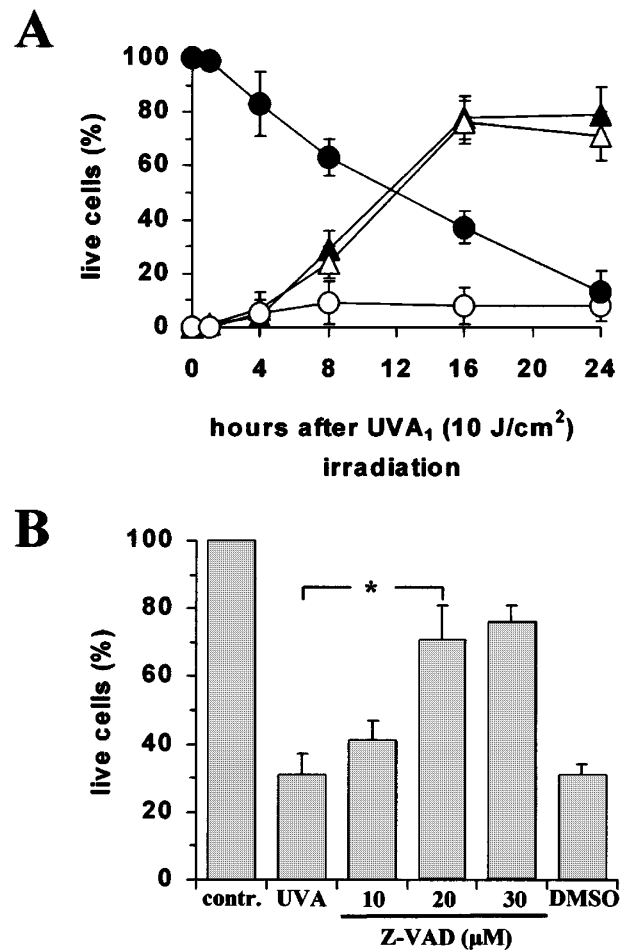 A
live cells (%)
100
80
60
40
20
0
0 4 8 12 16 20 24
hours after UVA₁ (10 J/cm²)
irradiation
B
live cells (%)
100
80
60
40
20
0
*
contr. UVA 10 20 30 DMSO
Z-VAD (μM)